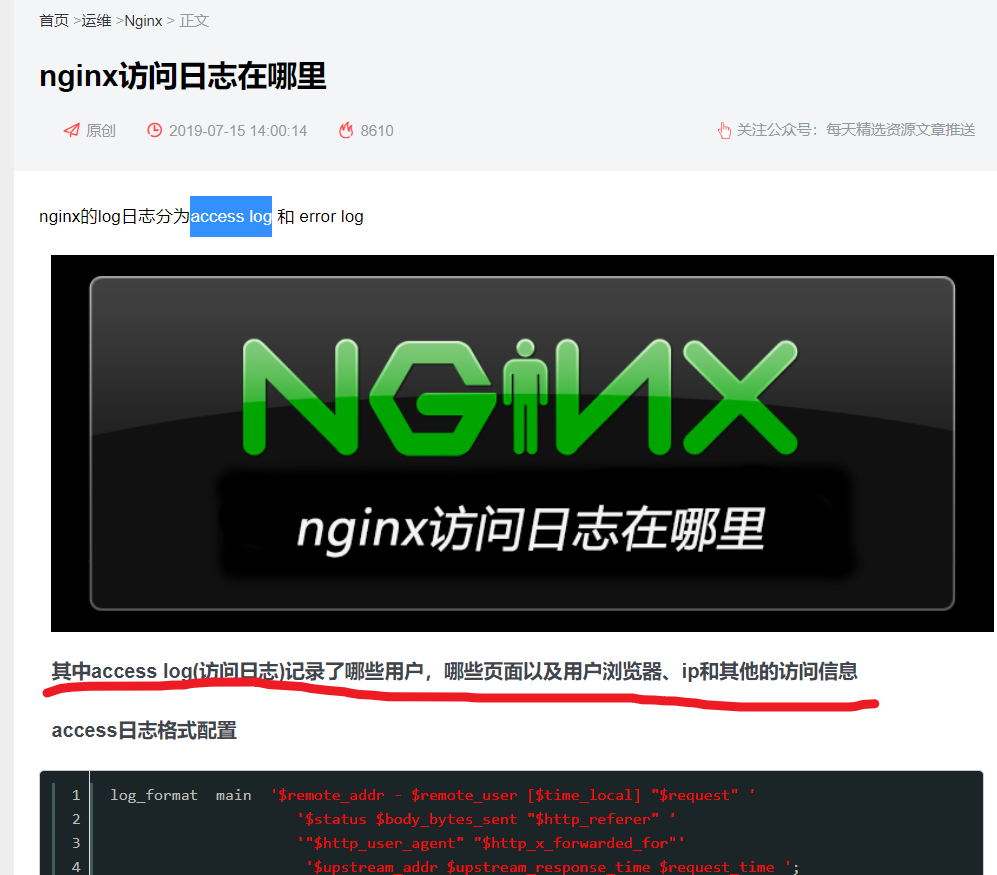 首页 >运维 >Nginx > 正文
nginx访问日志在哪里
原创 2019-07-15 14:00:14 8610 关注公众号：每天精选资源文章推送
nginx的log日志分为access log 和 error log
NGINX
nginx访问日志在哪里
其中access log(访问日志)记录了哪些用户，哪些页面以及用户浏览器、ip和其他的访问信息
access日志格式配置
1 log_format main '$remote_addr - $remote_user [$time_local] "$request" '
2 '$status $body_bytes_sent "$http_referer" '
3 '"$http_user_agent" "$http_x_forwarded_for"'
4 '$upstream_addr $upstream_response_time $request_time ';